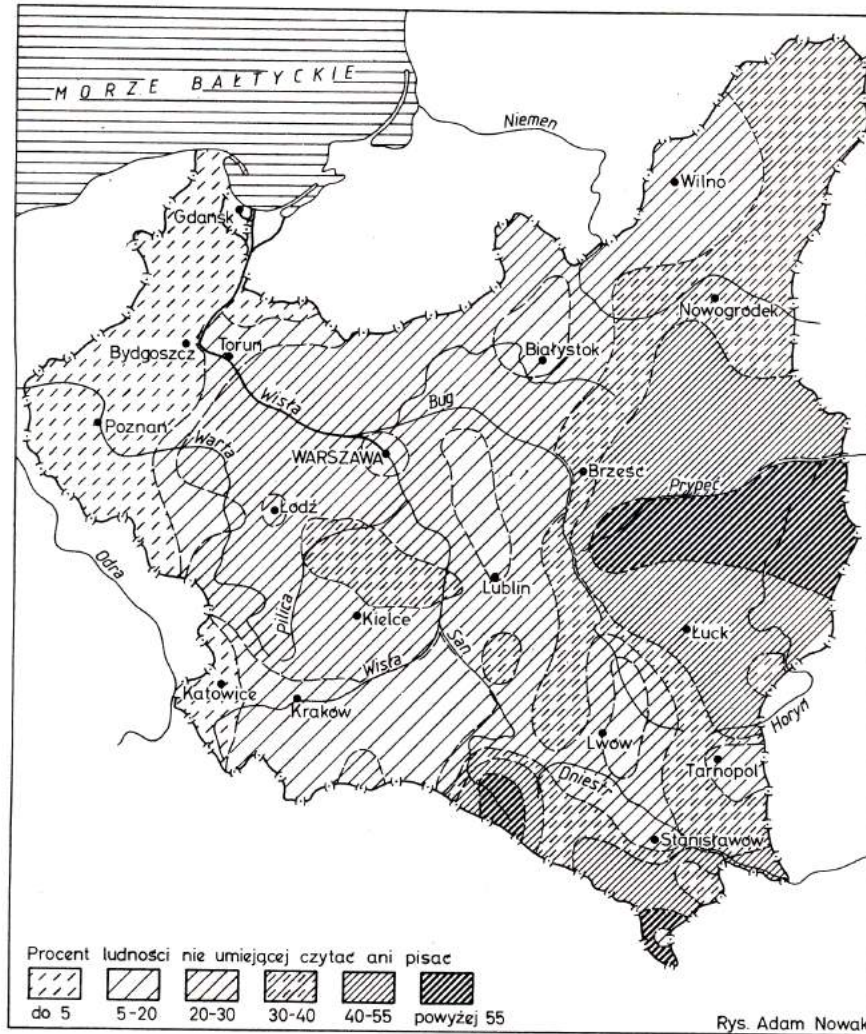 MORZE BAŁTYCKIE
Niemen
Wilno
Gdańsk
Nowogródek
Bydgoszcz
Toruń
Białystok
Wisła
Bug
Poznań
Warta
WARSZAWA
Brześć
Prypeć
Łódź
Odra
Lublin
Pilica
Kielce
San
Łuck
Wisła
Katowice
Kraków
Horyń
Lwów
Tarnopol
Dniestr
Stanisławów
Procent ludności nie umiejącej czytać ani pisać
do 5 5-20 20-30 30-40 40-55 powyżej 55
Rys. Adam Nowak